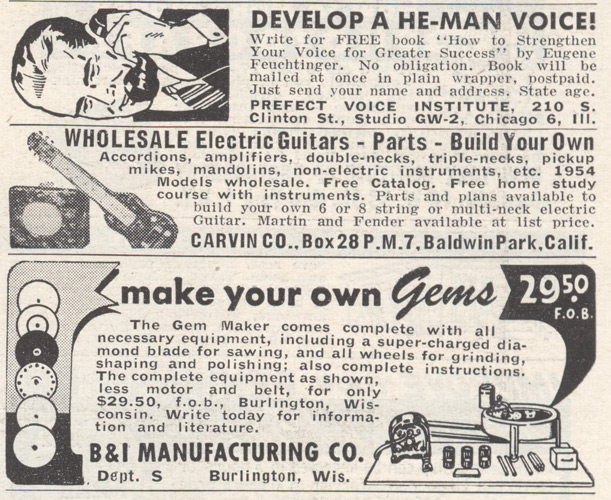 DEVELOP A HE-MAN VOICE!
Write for FREE book "How to Strengthen
Your Voice for Greater Success" by Eugene
Feuchtinger. No obligation. Book will be
mailed at once in plain wrapper, postpaid.
Just send your name and address. State age.
PREFECT VOICE INSTITUTE, 210 S.
Clinton St., Studio GW-2, Chicago 6, Ill.
WHOLESALE Electric Guitars - Parts - Build Your Own
Accordions, amplifiers, double-necks, triple-necks, pickup
mikes, mandolins, non-electric instruments, etc. 1954
Models wholesale. Free Catalog. Free home study
course with instruments. Parts and plans available to
build your own 6 or 8 string or multi-neck electric
Guitar. Martin and Fender available at list price.
CARVIN CO., Box 28 P.M.7, Baldwin Park, Calif.
make your own Gems
29.50
F.O.B.
The Gem Maker comes complete with all
necessary equipment, including a super-charged dia-
mond blade for sawing, and all wheels for grinding,
shaping and polishing; also complete instructions.
The complete equipment as shown,
less motor and belt, for only
$29.50, f.o.b., Burlington, Wis-
consin. Write today for informa-
tion and literature.
B&I MANUFACTURING CO.
Dept. S Burlington, Wis.